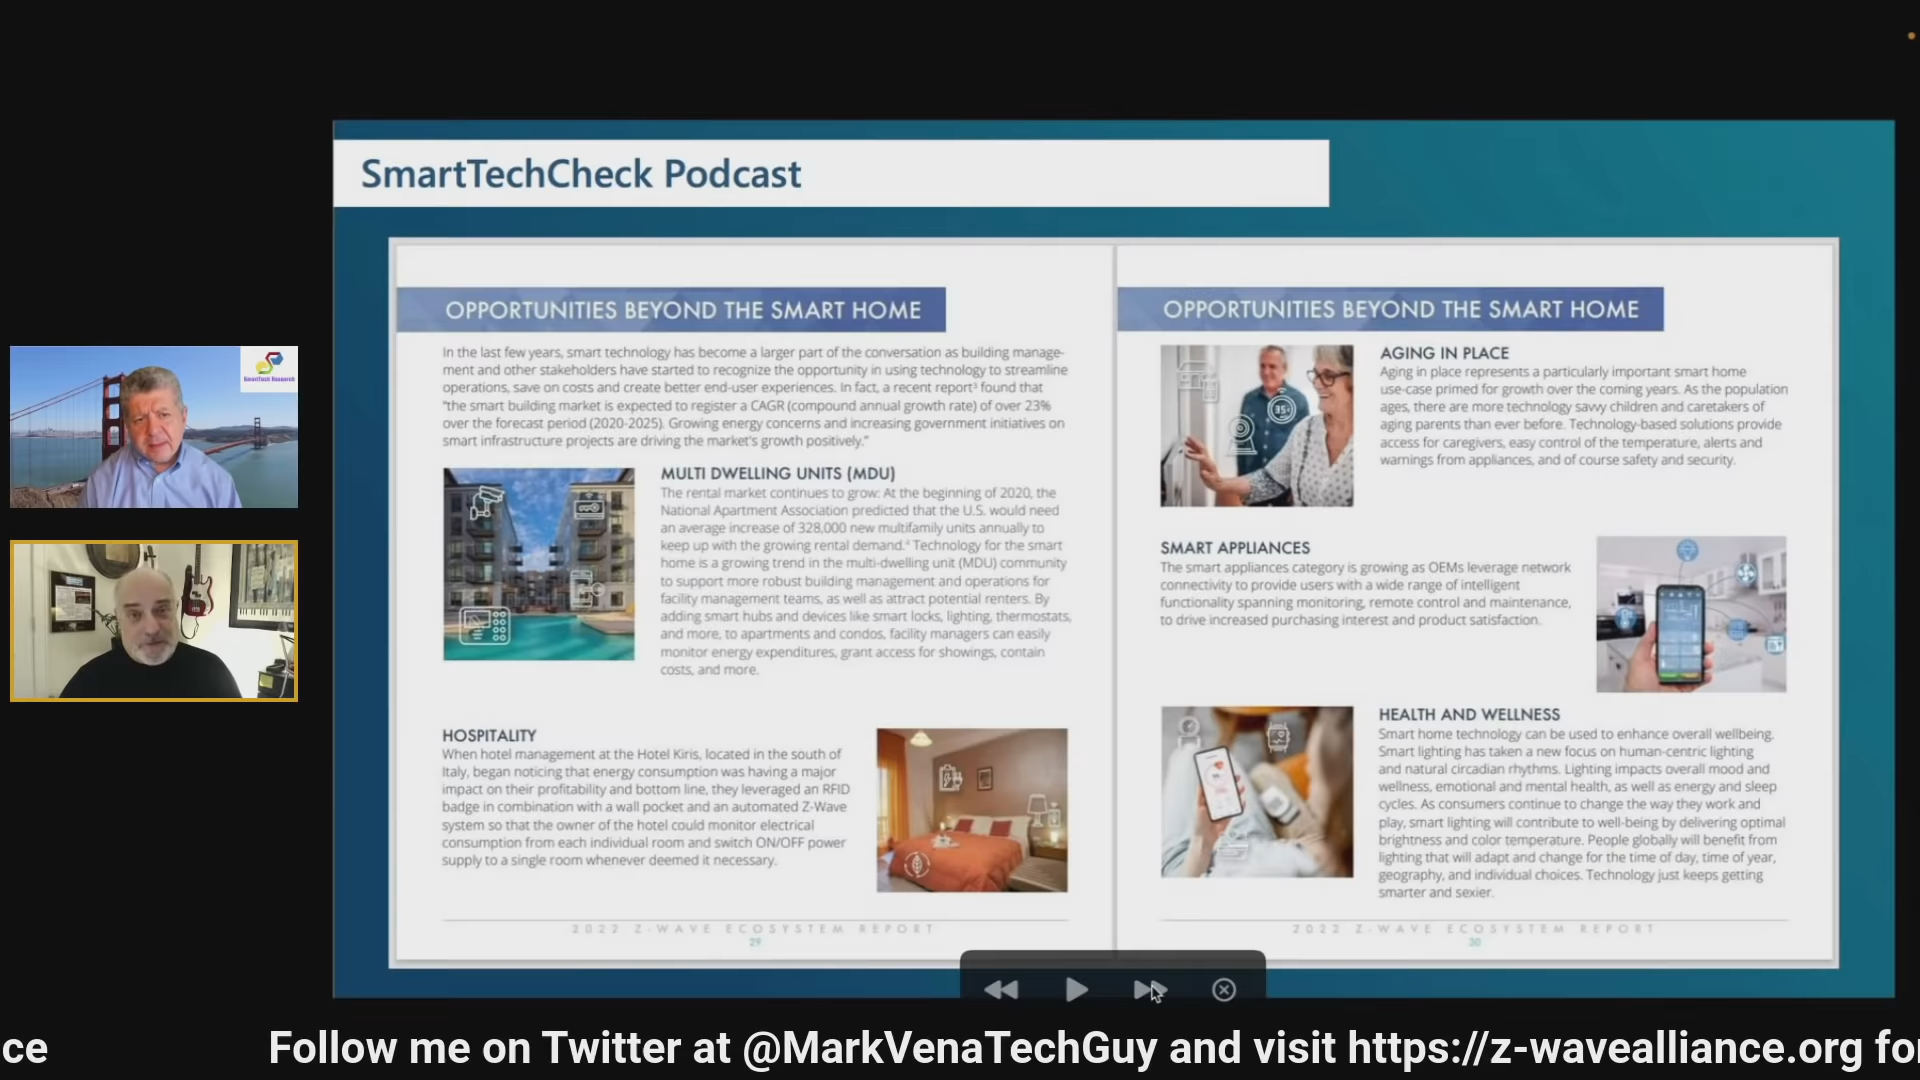 SmartTechCheck Podcast
SmartTech Research
OPPORTUNITIES BEYOND THE SMART HOME
In the last few years, smart technology has become a larger part of the conversation as building manage-
ment and other stakeholders have started to recognize the opportunity in using technology to streamline
operations, save on costs and create better end-user experiences. In fact, a recent report³ found that
"the smart building market is expected to register a CAGR (compound annual growth rate) of over 23%
over the forecast period (2020-2025). Growing energy concerns and increasing government initiatives on
smart infrastructure projects are driving the market's growth positively."
MULTI DWELLING UNITS (MDU)
The rental market continues to grow: At the beginning of 2020, the
National Apartment Association predicted that the U.S. would need
an average increase of 328,000 new multifamily units annually to
keep up with the growing rental demand.⁴ Technology for the smart
home is a growing trend in the multi-dwelling unit (MDU) community
to support more robust building management and operations for
facility management teams, as well as attract potential renters. By
adding smart hubs and devices like smart locks, lighting, thermostats,
and more, to apartments and condos, facility managers can easily
monitor energy expenditures, grant access for showings, contain
costs, and more.
HOSPITALITY
When hotel management at the Hotel Kiris, located in the south of
Italy, began noticing that energy consumption was having a major
impact on their profitability and bottom line, they leveraged an RFID
badge in combination with a wall pocket and an automated Z-Wave
system so that the owner of the hotel could monitor electrical
consumption from each individual room and switch ON/OFF power
supply to a single room whenever deemed it necessary.
2022 Z-WAVE ECOSYSTEM REPORT
29
OPPORTUNITIES BEYOND THE SMART HOME
AGING IN PLACE
Aging in place represents a particularly important smart home
use-case primed for growth over the coming years. As the population
ages, there are more technology savvy children and caretakers of
aging parents than ever before. Technology-based solutions provide
access for caregivers, easy control of the temperature, alerts and
warnings from appliances, and of course safety and security.
35°
SMART APPLIANCES
The smart appliances category is growing as OEMs leverage network
connectivity to provide users with a wide range of intelligent
functionality spanning monitoring, remote control and maintenance,
to drive increased purchasing interest and product satisfaction.
HEALTH AND WELLNESS
Smart home technology can be used to enhance overall wellbeing.
Smart lighting has taken a new focus on human-centric lighting
and natural circadian rhythms. Lighting impacts overall mood and
wellness, emotional and mental health, as well as energy and sleep
cycles. As consumers continue to change the way they work and
play, smart lighting will contribute to well-being by delivering optimal
brightness and color temperature. People globally will benefit from
lighting that will adapt and change for the time of day, time of year,
geography, and individual choices. Technology just keeps getting
smarter and sexier.
2022 Z-WAVE ECOSYSTEM REPORT
30
ce Follow me on Twitter at @MarkVenaTechGuy and visit https://z-wavealliance.org for